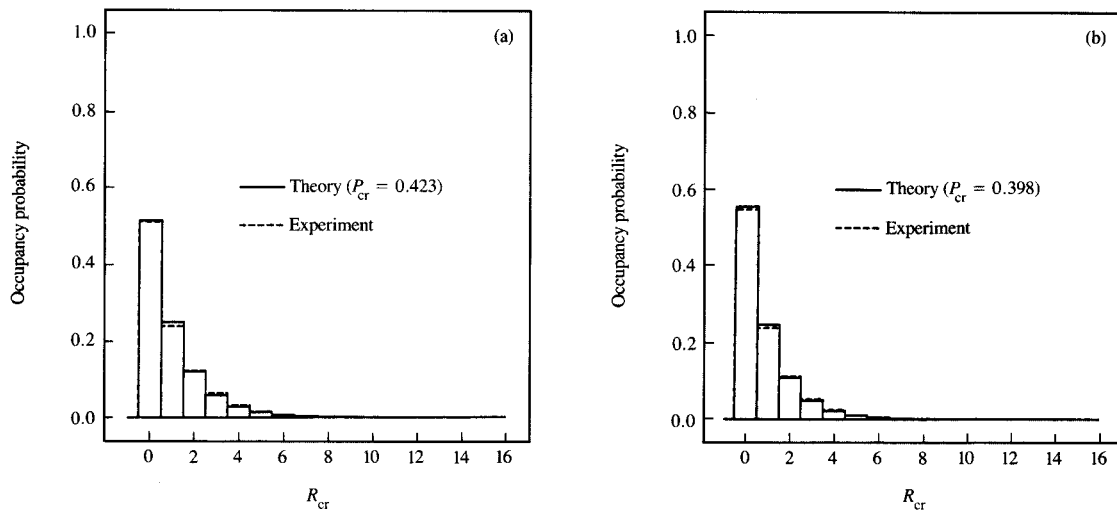 (a)
1.0
0.8
0.6
0.4
0.2
0.0
Occupancy probability
Theory (P_cr = 0.423)
Experiment
0 2 4 6 8 10 12 14 16
R_cr
(b)
1.0
0.8
0.6
0.4
0.2
0.0
Occupancy probability
Theory (P_cr = 0.398)
Experiment
0 2 4 6 8 10 12 14 16
R_cr